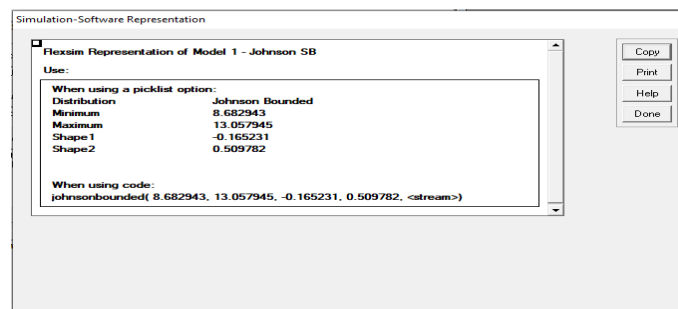 Simulation-Software Representation
Flexsim Representation of Model 1 - Johnson SB
Use:
When using a picklist option:
Distribution Johnson Bounded
Minimum 8.682943
Maximum 13.057945
Shape1 -0.165231
Shape2 0.509782
When using code:
johnsonbounded( 8.682943, 13.057945, -0.165231, 0.509782, <stream>)
Copy
Print
Help
Done